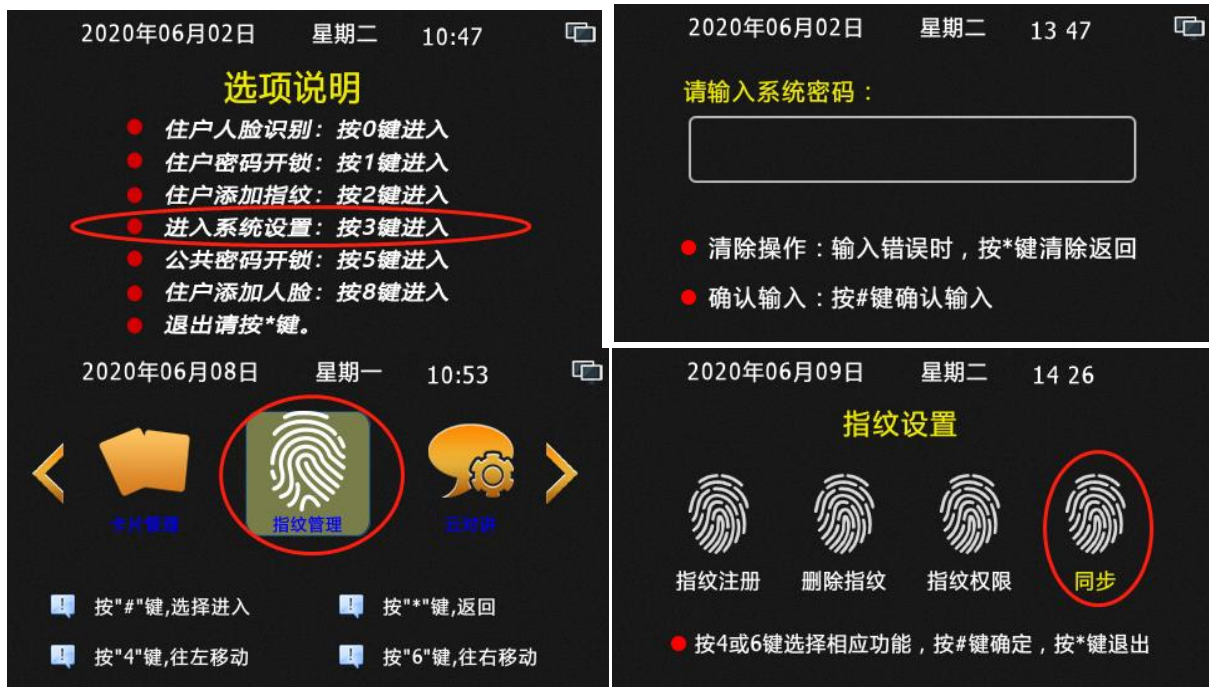 2020年06月02日 星期二 10:47
选项说明
住户人脸识别：按0键进入
住户密码开锁：按1键进入
住户添加指纹：按2键进入
进入系统设置：按3键进入
公共密码开锁：按5键进入
住户添加人脸：按8键进入
退出请按*键。
2020年06月02日 星期二 13 47
请输入系统密码：
清除操作：输入错误时，按*键清除返回
确认输入：按#键确认输入
2020年06月08日 星期一 10:53
卡片管理 指纹管理 云对讲
按"#"键,选择进入 按"*"键,返回
按"4"键,往左移动 按"6"键,往右移动
2020年06月09日 星期二 14 26
指纹设置
指纹注册 删除指纹 指纹权限 同步
按4或6键选择相应功能，按#键确定，按*键退出